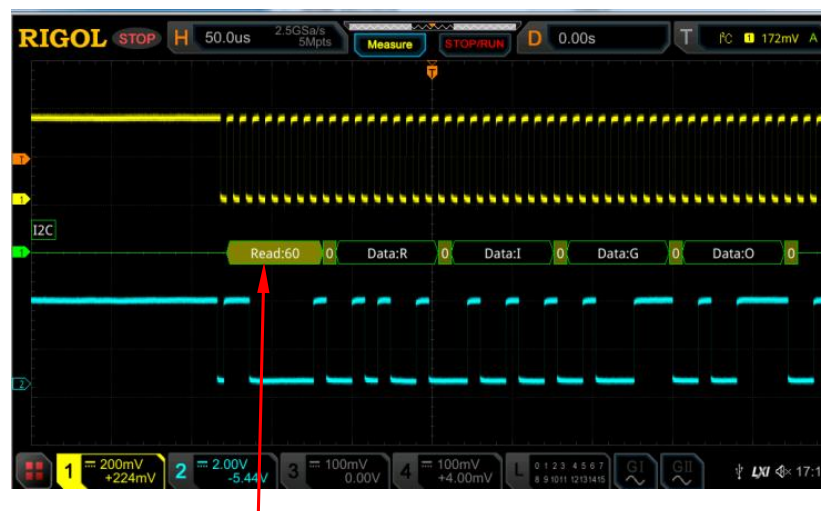 RIGOL STOP H 50.0us 2.5GSa/s 5Mpts Measure STOP/RUN D 0.00s T 1 172mV A
T
T
1
I2C
1 Read:60 0 Data:R 0 Data:I 0 Data:G 0 Data:O 0
2
1 200mV +224mV 2 2.00V -5.44V 3 100mV 0.00V 4 100mV +4.00mV L 0 1 2 3 4 5 6 7 8 9 10 11 12 13 14 15 GI GII LXI 17:1